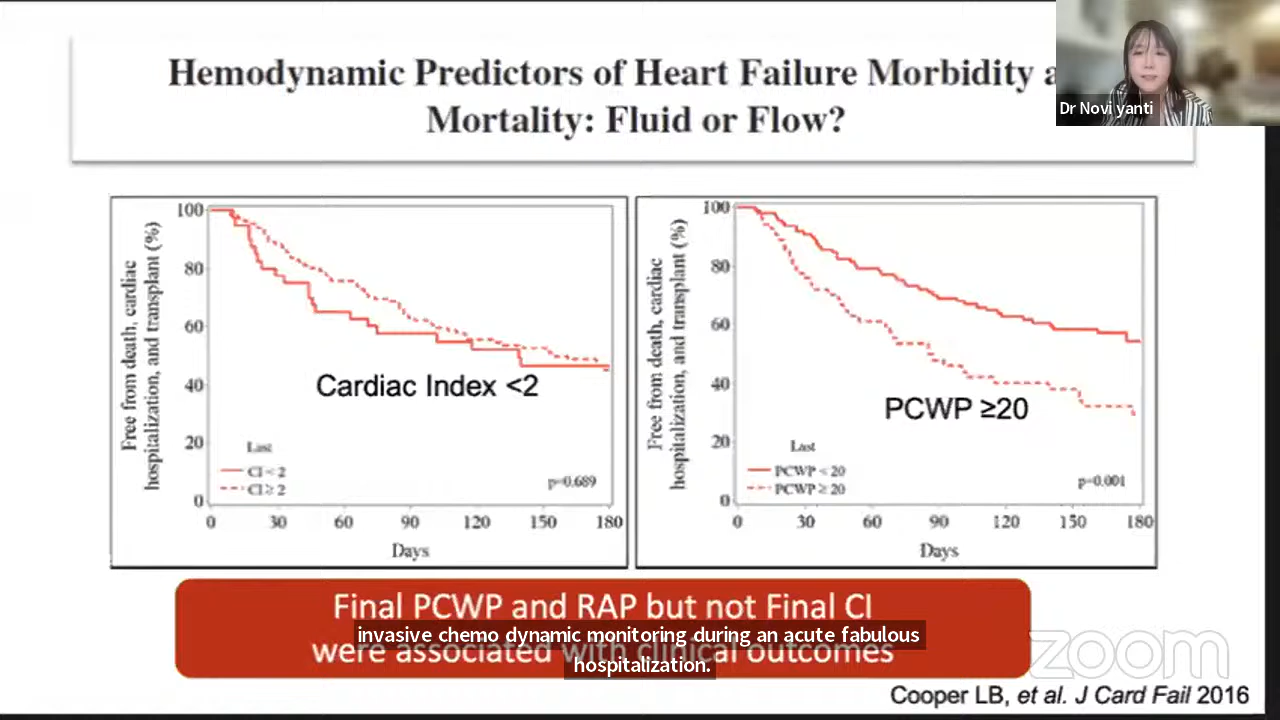 Hemodynamic Predictors of Heart Failure Morbidity a
Mortality: Fluid or Flow?
Dr Novi yanti
Free from death, cardiac
hospitalization, and transplant (%)
100
80
60
40
20
0
Cardiac Index <2
Last
CI < 2
CI ≥ 2
p=0.689
0 30 60 90 120 150 180
Days
Free from death, cardiac
hospitalization, and transplant (%)
100
80
60
40
20
0
PCWP ≥20
Last
PCWP < 20
PCWP ≥ 20
p=0.001
0 30 60 90 120 150 180
Days
Final PCWP and RAP but not Final CI
were associated with clinical outcomes
invasive chemo dynamic monitoring during an acute fabulous
hospitalization.
zoom
Cooper LB, et al. J Card Fail 2016